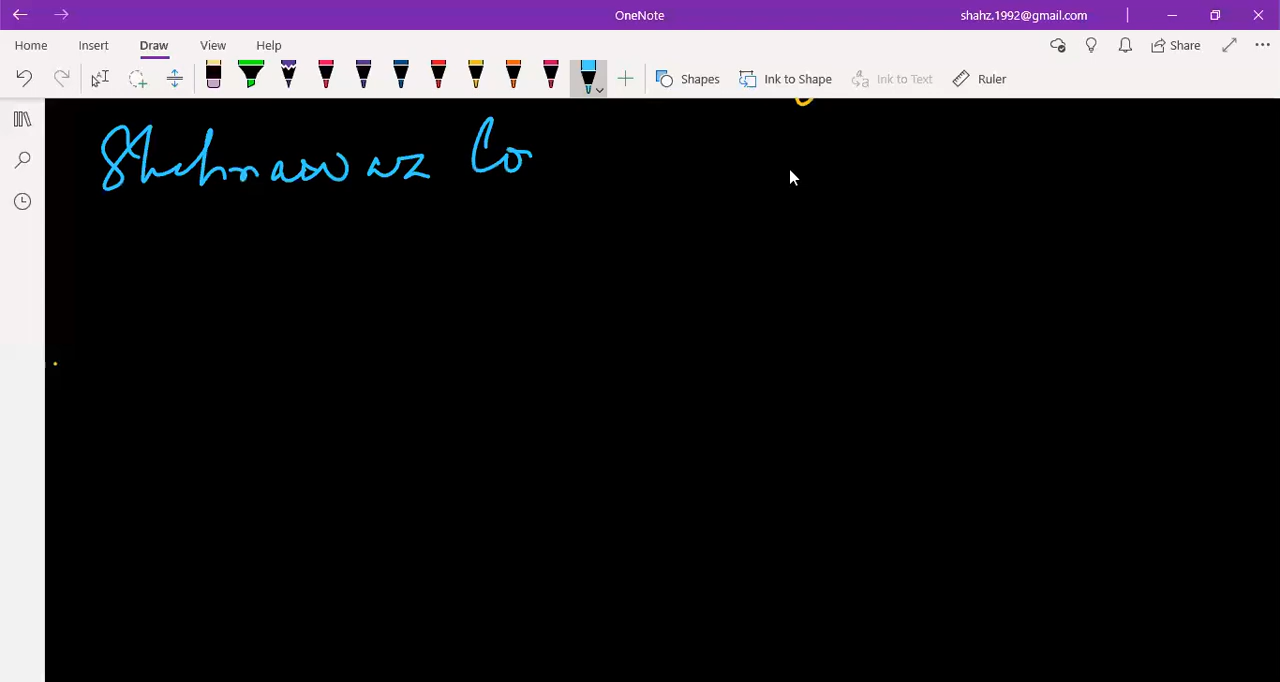 OneNote
shahz.1992@gmail.com
Home Insert Draw View Help
Share
Shapes Ink to Shape Ink to Text Ruler
Shahnawaz Co